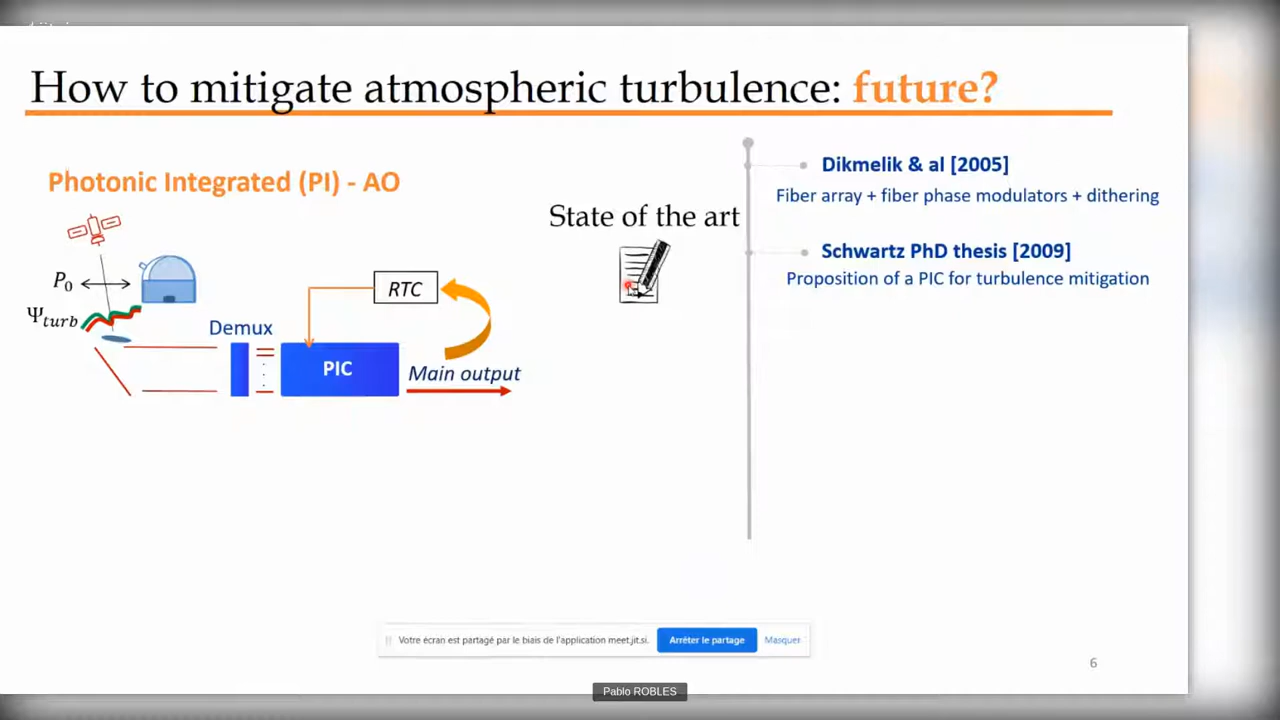 How to mitigate atmospheric turbulence: future?
Photonic Integrated (PI) - AO
P₀
Ψturb
Demux
RTC
PIC
Main output
State of the art
Dikmelik & al [2005]
Fiber array + fiber phase modulators + dithering
Schwartz PhD thesis [2009]
Proposition of a PIC for turbulence mitigation
Votre écran est partagé par le biais de l'application meet.jit.si. Arrêter le partage Masquer
6
Pablo ROBLES